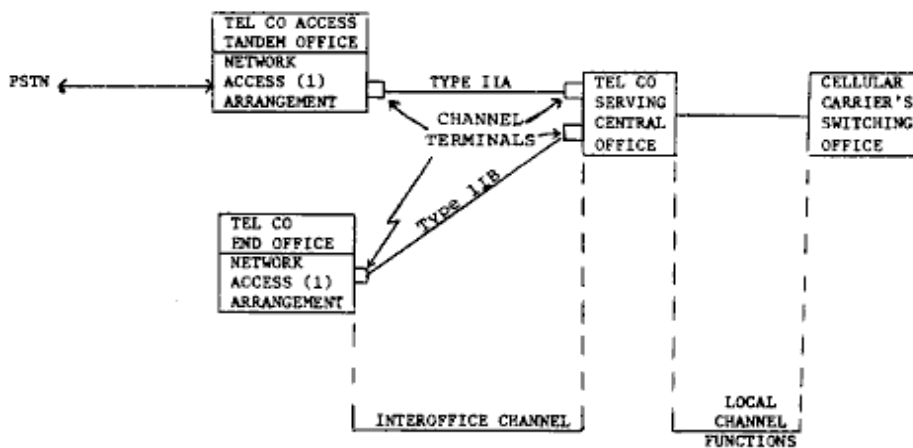 TEL CO ACCESS
TANDEM OFFICE
NETWORK
ACCESS (1)
ARRANGEMENT
PSTN
TYPE IIA
CHANNEL
TERMINALS
TEL CO
SERVING
CENTRAL
OFFICE
CELLULAR
CARRIER'S
SWITCHING
OFFICE
Type IIB
TEL CO
END OFFICE
NETWORK
ACCESS (1)
ARRANGEMENT
INTEROFFICE CHANNEL
LOCAL
CHANNEL
FUNCTIONS